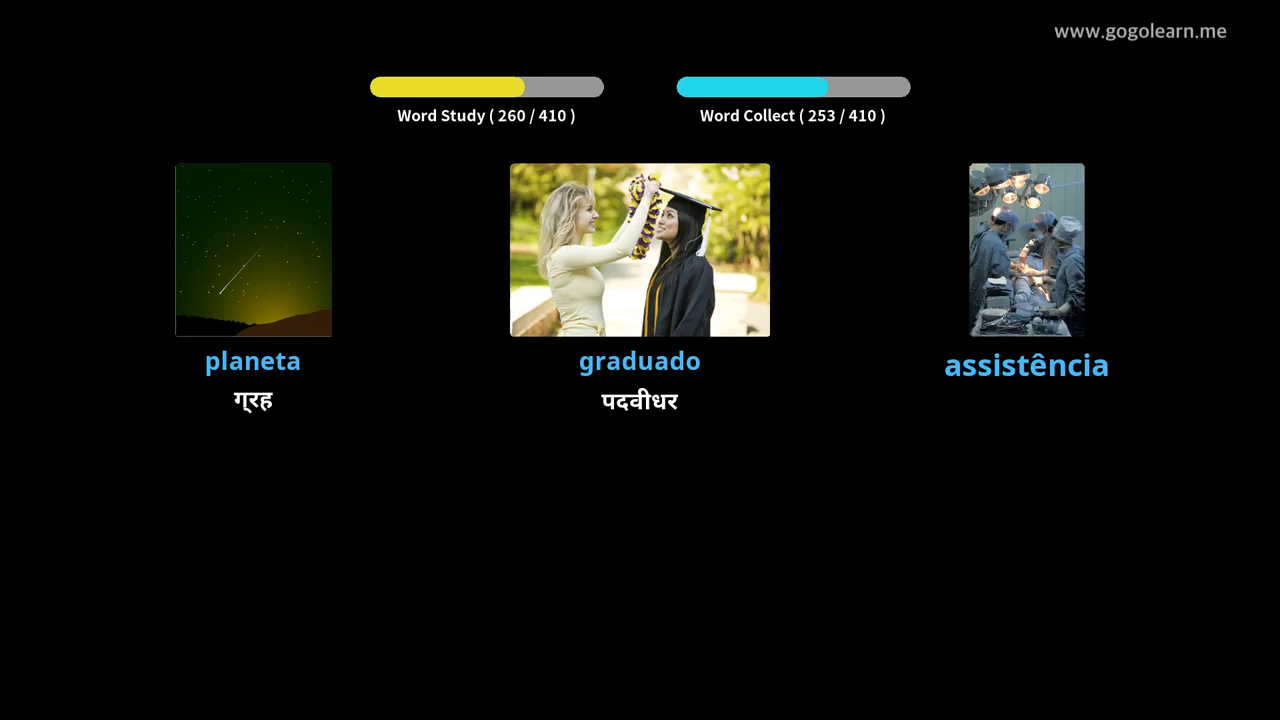 www.gogolearn.me
Word Study ( 260 / 410 )
Word Collect ( 253 / 410 )
planeta
graduado
assistência
ग्रह
पदवीधर